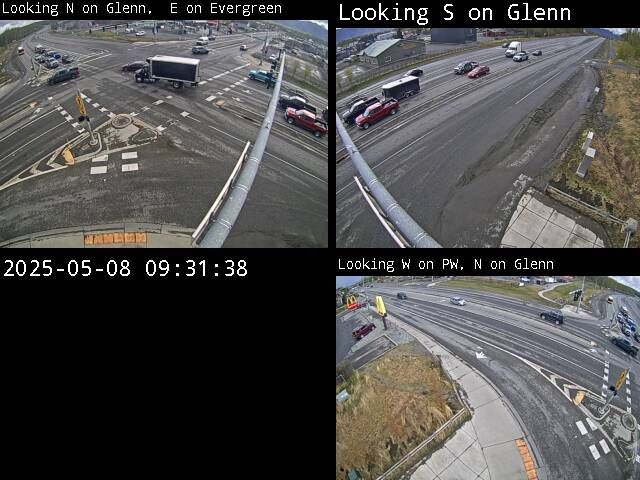 Looking N on Glenn,  E on Evergreen
Looking S on Glenn
2025-05-08 09:31:38
Looking W on PW, N on Glenn